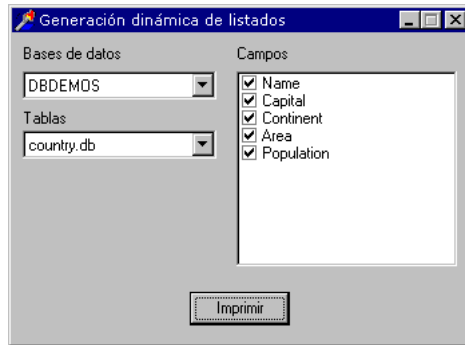 Generación dinámica de listados
Bases de datos
DBDEMOS
Tablas
country.db
Campos
Name
Capital
Continent
Area
Population
Imprimir